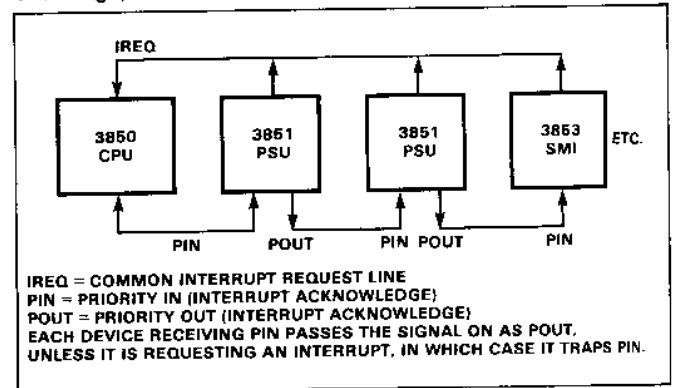 IREQ
3850
CPU
3851
PSU
3851
PSU
3853
SMI
ETC.
PIN
POUT
PIN POUT
PIN
IREQ = COMMON INTERRUPT REQUEST LINE
PIN = PRIORITY IN (INTERRUPT ACKNOWLEDGE)
POUT = PRIORITY OUT (INTERRUPT ACKNOWLEDGE)
EACH DEVICE RECEIVING PIN PASSES THE SIGNAL ON AS POUT,
UNLESS IT IS REQUESTING AN INTERRUPT, IN WHICH CASE IT TRAPS PIN.